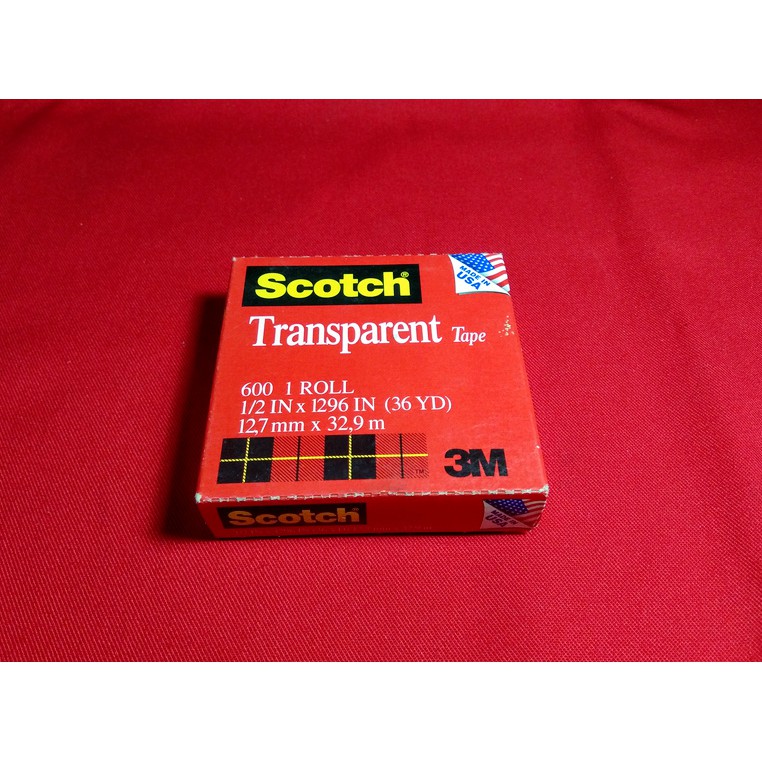 Scotch®
MADE IN
USA
Transparent Tape
600 1 ROLL
1/2 IN x 1296 IN (36 YD)
12,7 mm x 32,9 m
TM
3M
Scotch
MADE IN
USA